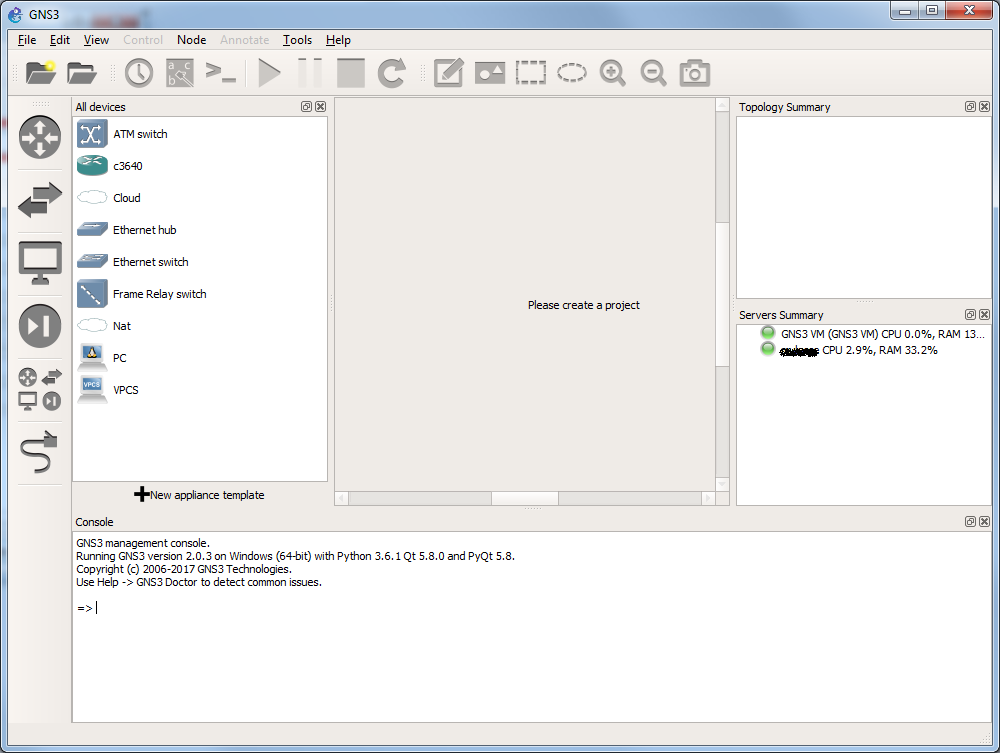 GNS3
File Edit View Control Node Annotate Tools Help
All devices
ATM switch
c3640
Cloud
Ethernet hub
Ethernet switch
Frame Relay switch
Nat
PC
VPCS
VPCS
New appliance template
Please create a project
Topology Summary
Servers Summary
GNS3 VM (GNS3 VM) CPU 0.0%, RAM 13...
CPU 2.9%, RAM 33.2%
Console
GNS3 management console.
Running GNS3 version 2.0.3 on Windows (64-bit) with Python 3.6.1 Qt 5.8.0 and PyQt 5.8.
Copyright (c) 2006-2017 GNS3 Technologies.
Use Help -> GNS3 Doctor to detect common issues.
=>